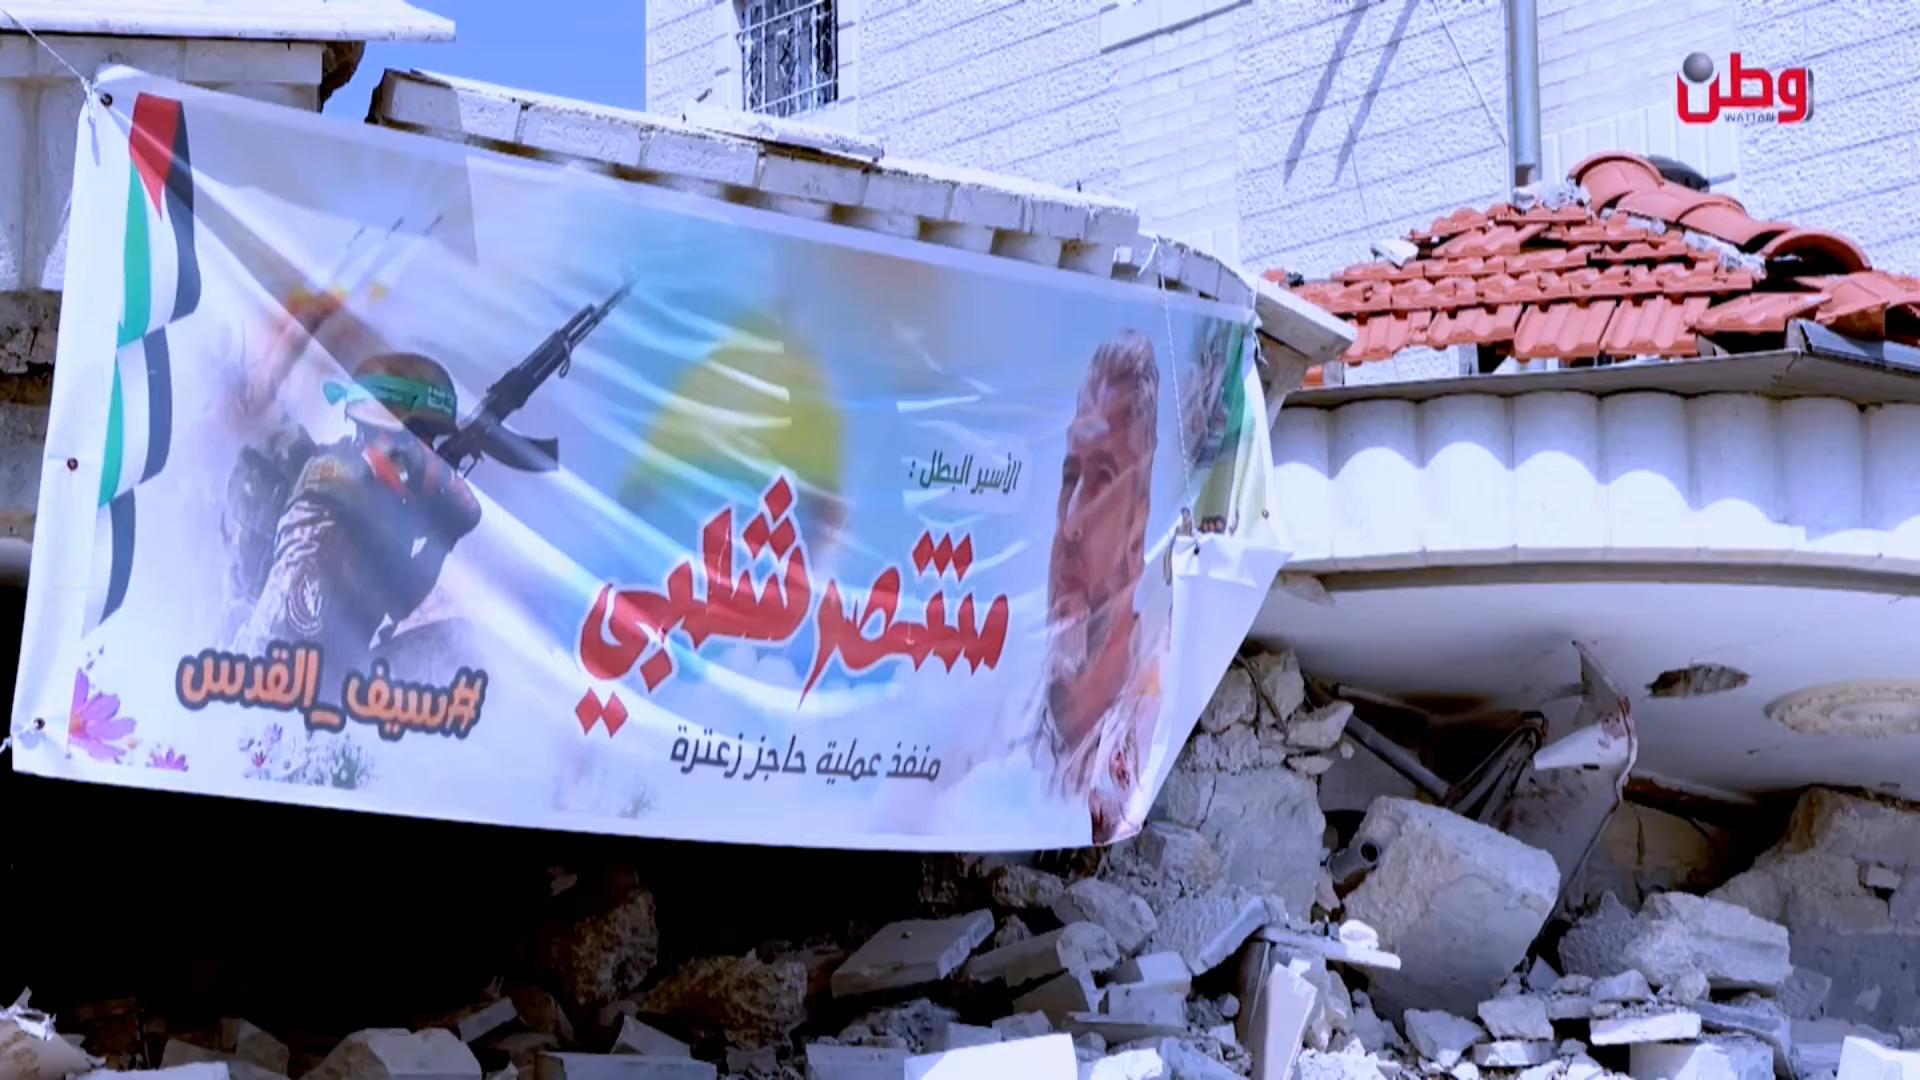 وطن
WATTAN
الأسير البطل :
منتصر شلبي
منفذ عملية حاجز زعترة
#سيف_القدس